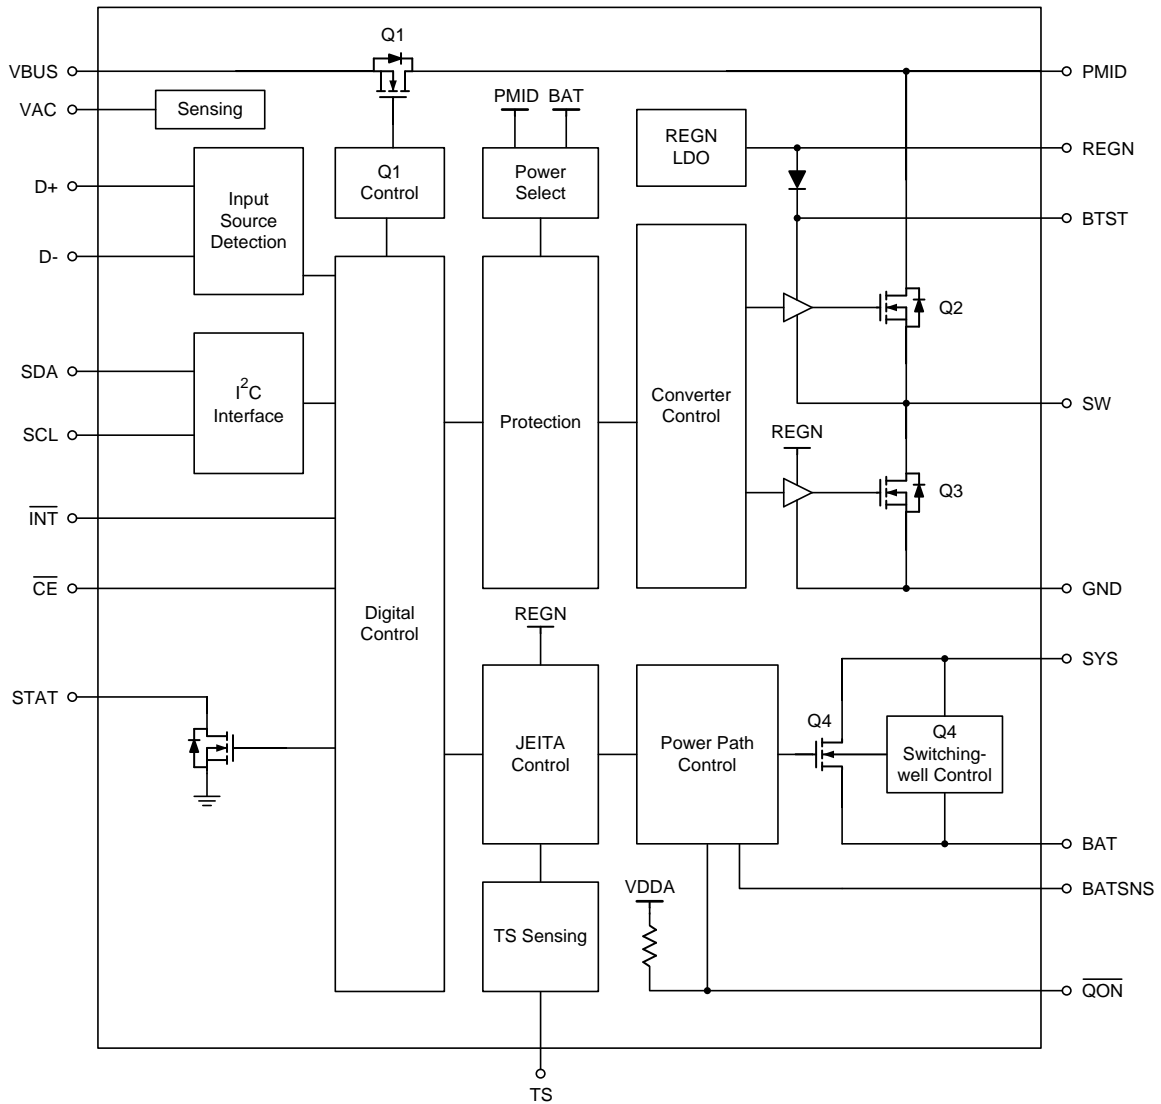 Q1
VBUS
PMID
VAC
Sensing
PMID
BAT
REGN
LDO
REGN
Q1
Control
Power
Select
D+
Input
Source
Detection
BTST
D-
Q2
SDA
I2C
Interface
Converter
Control
SW
Protection
SCL
REGN
Q3
INT
CE
GND
Digital
Control
REGN
SYS
STAT
Q4
Q4
Switching-
well Control
JEITA
Control
Power Path
Control
BAT
VDDA
BATSNS
TS Sensing
QON
TS